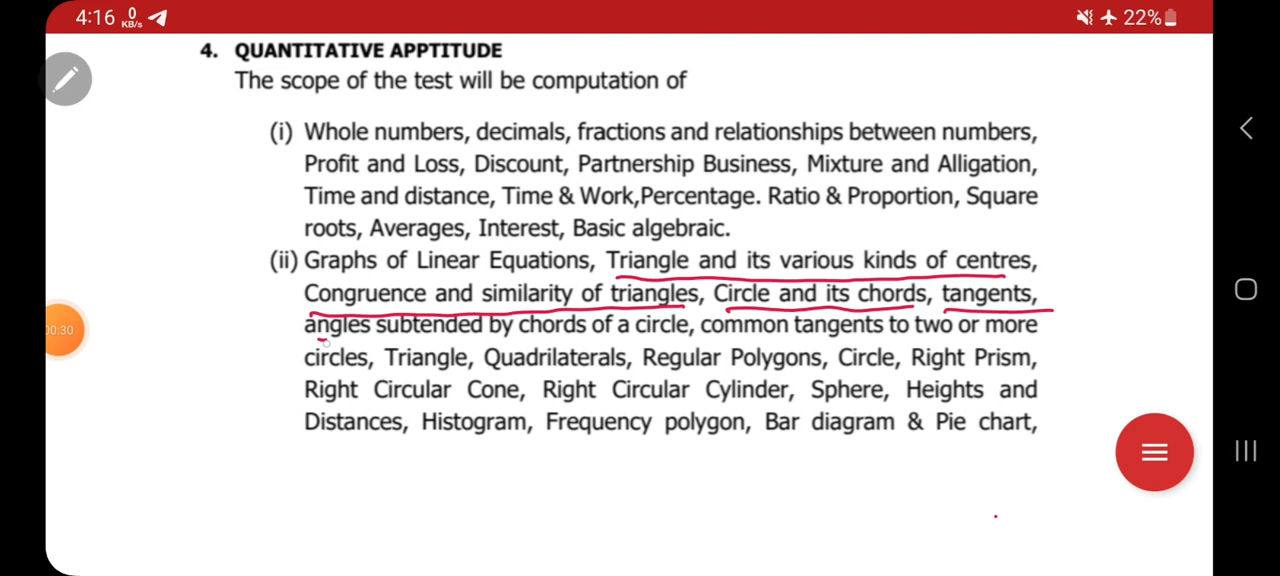 4:16 0 KB/s 22%
4. QUANTITATIVE APPTITUDE
The scope of the test will be computation of
(i) Whole numbers, decimals, fractions and relationships between numbers,
Profit and Loss, Discount, Partnership Business, Mixture and Alligation,
Time and distance, Time & Work,Percentage. Ratio & Proportion, Square
roots, Averages, Interest, Basic algebraic.
(ii) Graphs of Linear Equations, Triangle and its various kinds of centres,
Congruence and similarity of triangles, Circle and its chords, tangents,
angles subtended by chords of a circle, common tangents to two or more
00:30
circles, Triangle, Quadrilaterals, Regular Polygons, Circle, Right Prism,
Right Circular Cone, Right Circular Cylinder, Sphere, Heights and
Distances, Histogram, Frequency polygon, Bar diagram & Pie chart,